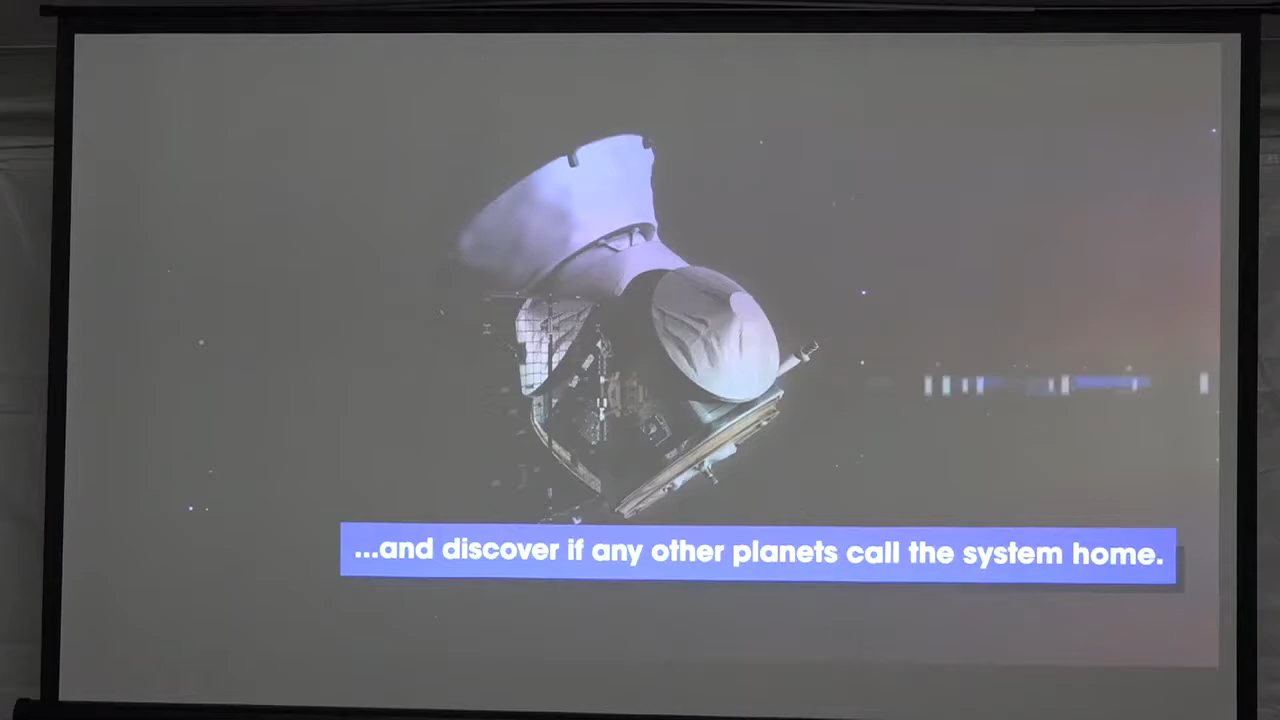 ...and discover if any other planets call the system home.